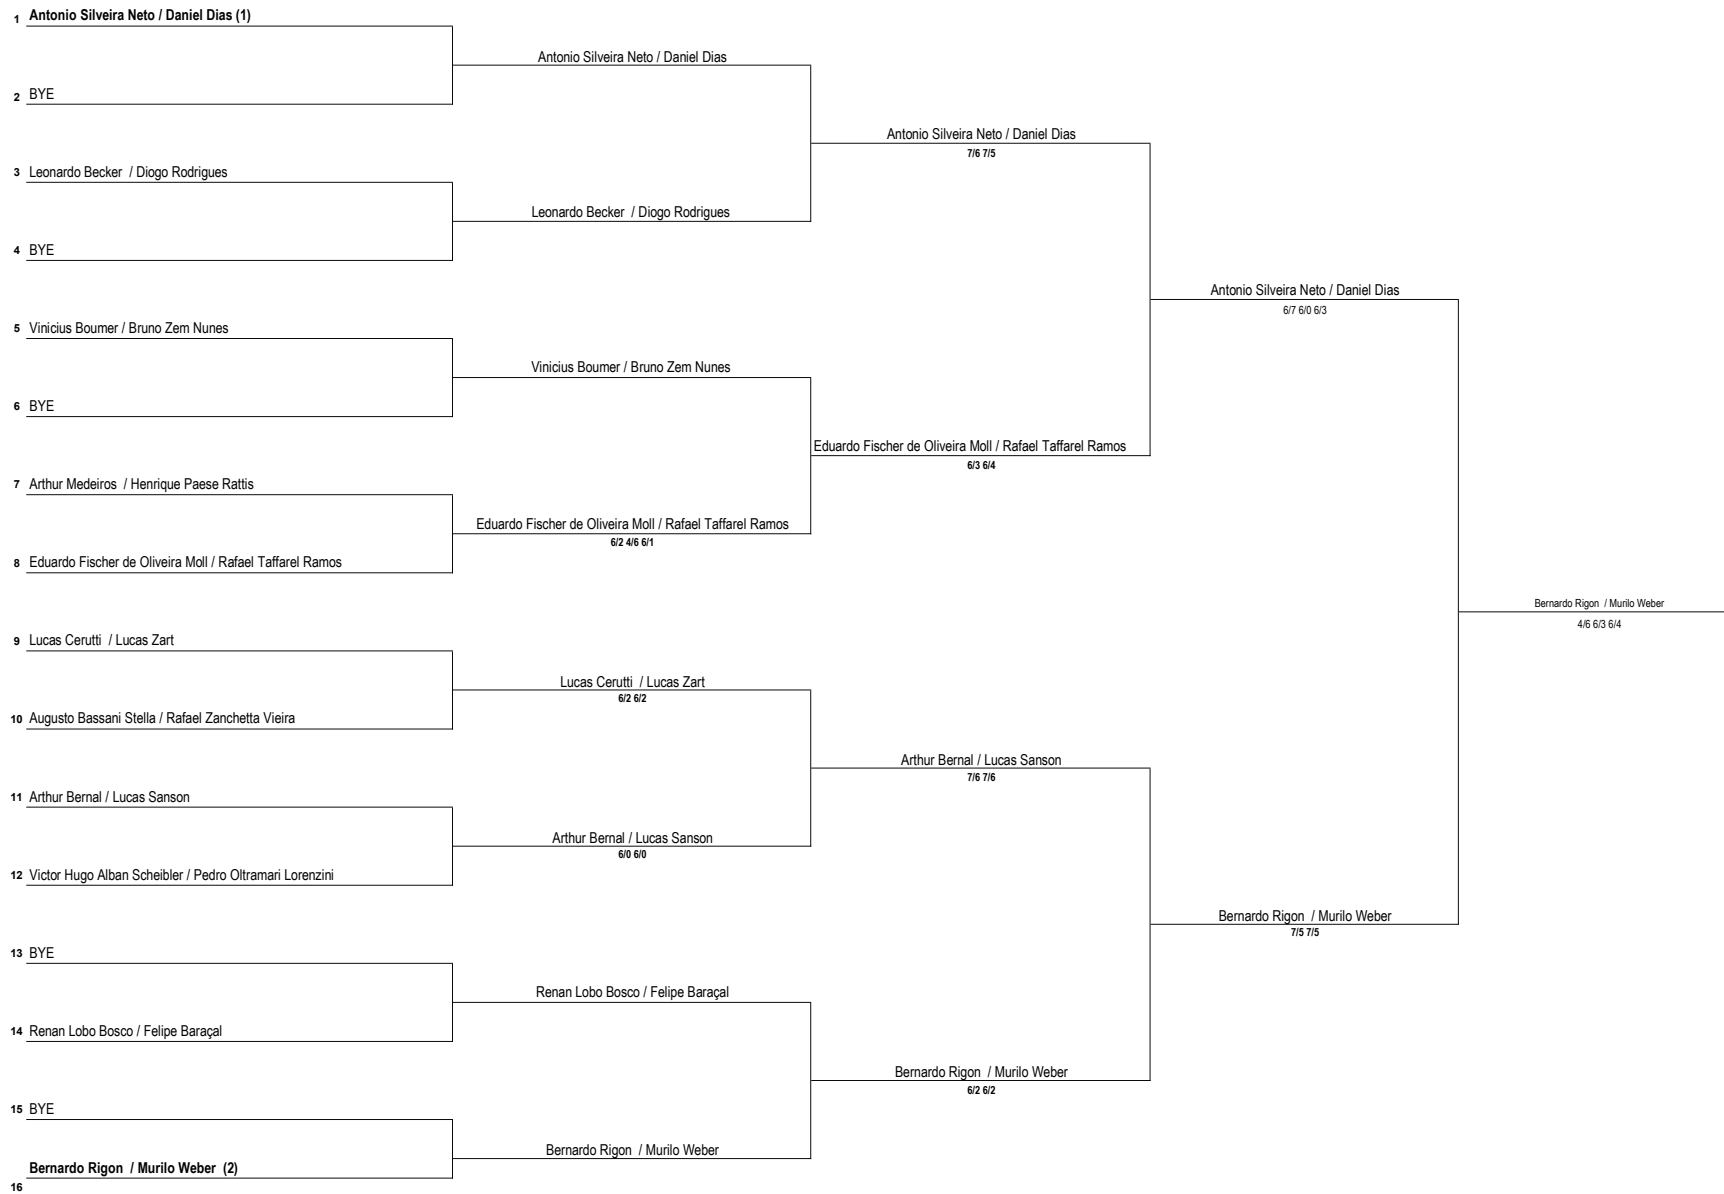 1 Antonio Silveira Neto / Daniel Dias (1)
2 BYE
3 Leonardo Becker / Diogo Rodrigues
4 BYE
5 Vinicius Boumer / Bruno Zem Nunes
6 BYE
7 Arthur Medeiros / Henrique Paese Rattis
8 Eduardo Fischer de Oliveira Moll / Rafael Taffarel Ramos
9 Lucas Cerutti / Lucas Zart
10 Augusto Bassani Stella / Rafael Zanchetta Vieira
11 Arthur Bernal / Lucas Sanson
12 Victor Hugo Alban Scheibler / Pedro Oltramari Lorenzini
13 BYE
14 Renan Lobo Bosco / Felipe Baraçal
15 BYE
Bernardo Rigon / Murilo Weber (2)
16
Antonio Silveira Neto / Daniel Dias
Leonardo Becker / Diogo Rodrigues
Vinicius Boumer / Bruno Zem Nunes
Eduardo Fischer de Oliveira Moll / Rafael Taffarel Ramos
6/2 4/6 6/1
Lucas Cerutti / Lucas Zart
6/2 6/2
Arthur Bernal / Lucas Sanson
6/0 6/0
Renan Lobo Bosco / Felipe Baraçal
Bernardo Rigon / Murilo Weber
Antonio Silveira Neto / Daniel Dias
7/6 7/5
Eduardo Fischer de Oliveira Moll / Rafael Taffarel Ramos
6/3 6/4
Arthur Bernal / Lucas Sanson
7/6 7/6
Bernardo Rigon / Murilo Weber
6/2 6/2
Antonio Silveira Neto / Daniel Dias
6/7 6/0 6/3
Bernardo Rigon / Murilo Weber
7/5 7/5
Bernardo Rigon / Murilo Weber
4/6 6/3 6/4